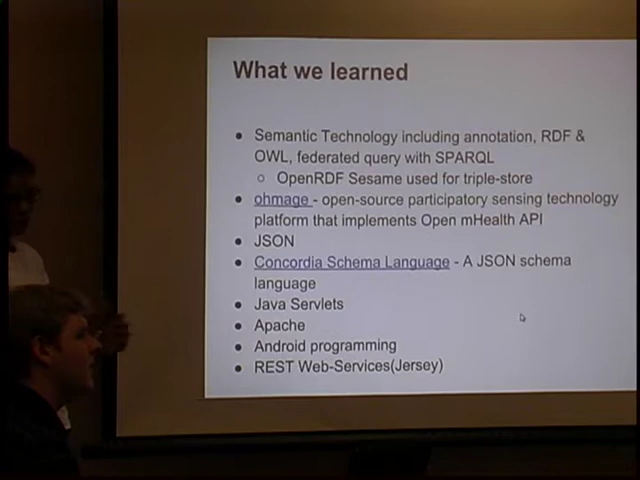 What we learned
● Semantic Technology including annotation, RDF &
OWL, federated query with SPARQL
○ OpenRDF Sesame used for triple-store
● ohmage - open-source participatory sensing technology
platform that implements Open mHealth API
● JSON
● Concordia Schema Language - A JSON schema
language
● Java Servlets
● Apache
● Android programming
● REST Web-Services(Jersey)